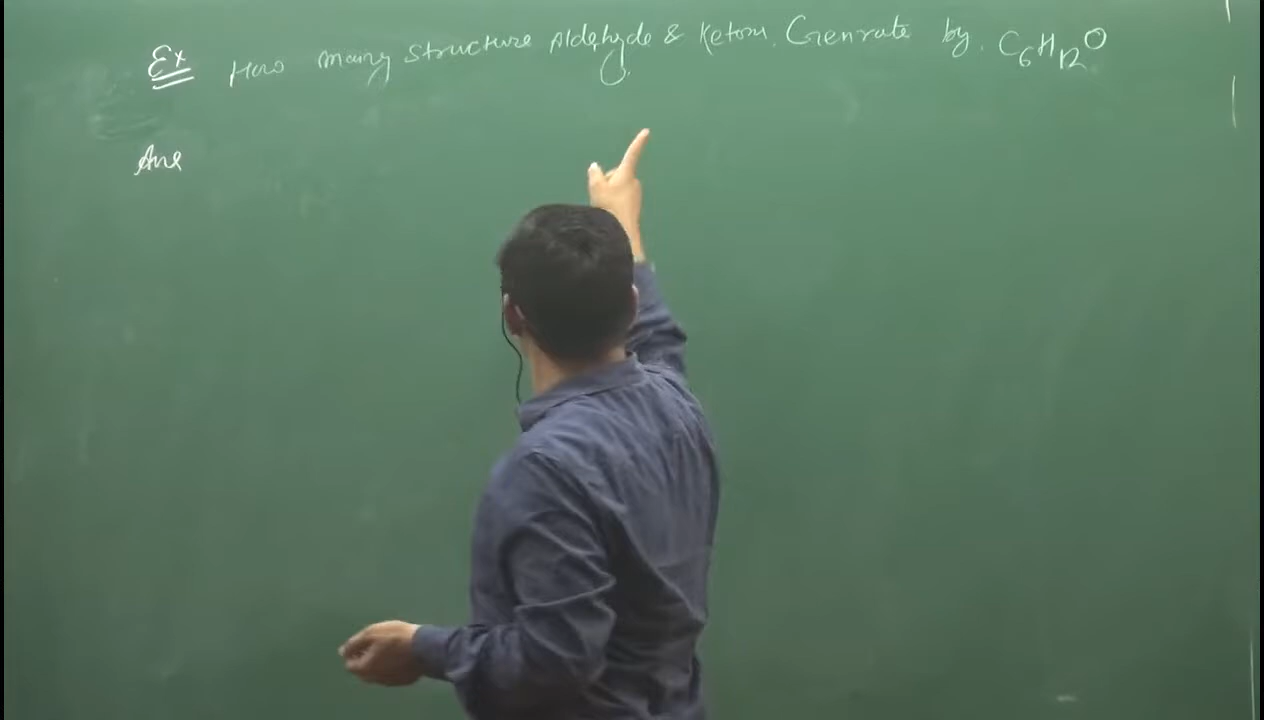 Ex How many structure Aldehyde & Ketone. Genrate by. C6H12O
Ans